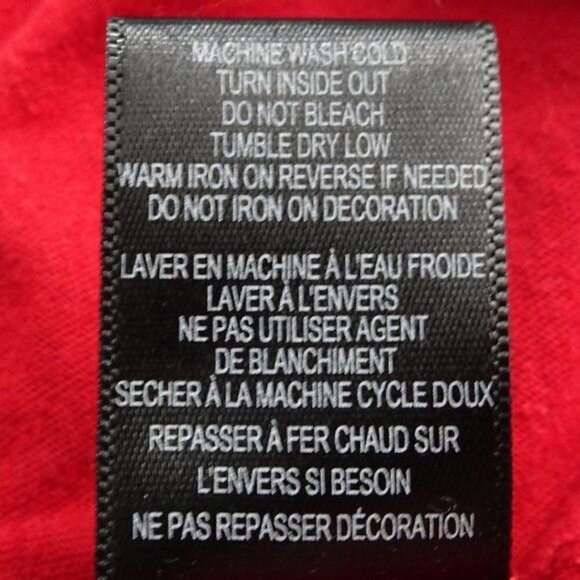 MACHINE WASH COLD
TURN INSIDE OUT
DO NOT BLEACH
TUMBLE DRY LOW
WARM IRON ON REVERSE IF NEEDED
DO NOT IRON ON DECORATION
LAVER EN MACHINE À L'EAU FROIDE
LAVER À L'ENVERS
NE PAS UTILISER AGENT
DE BLANCHIMENT
SECHER À LA MACHINE CYCLE DOUX
REPASSER À FER CHAUD SUR
L'ENVERS SI BESOIN
NE PAS REPASSER DÉCORATION